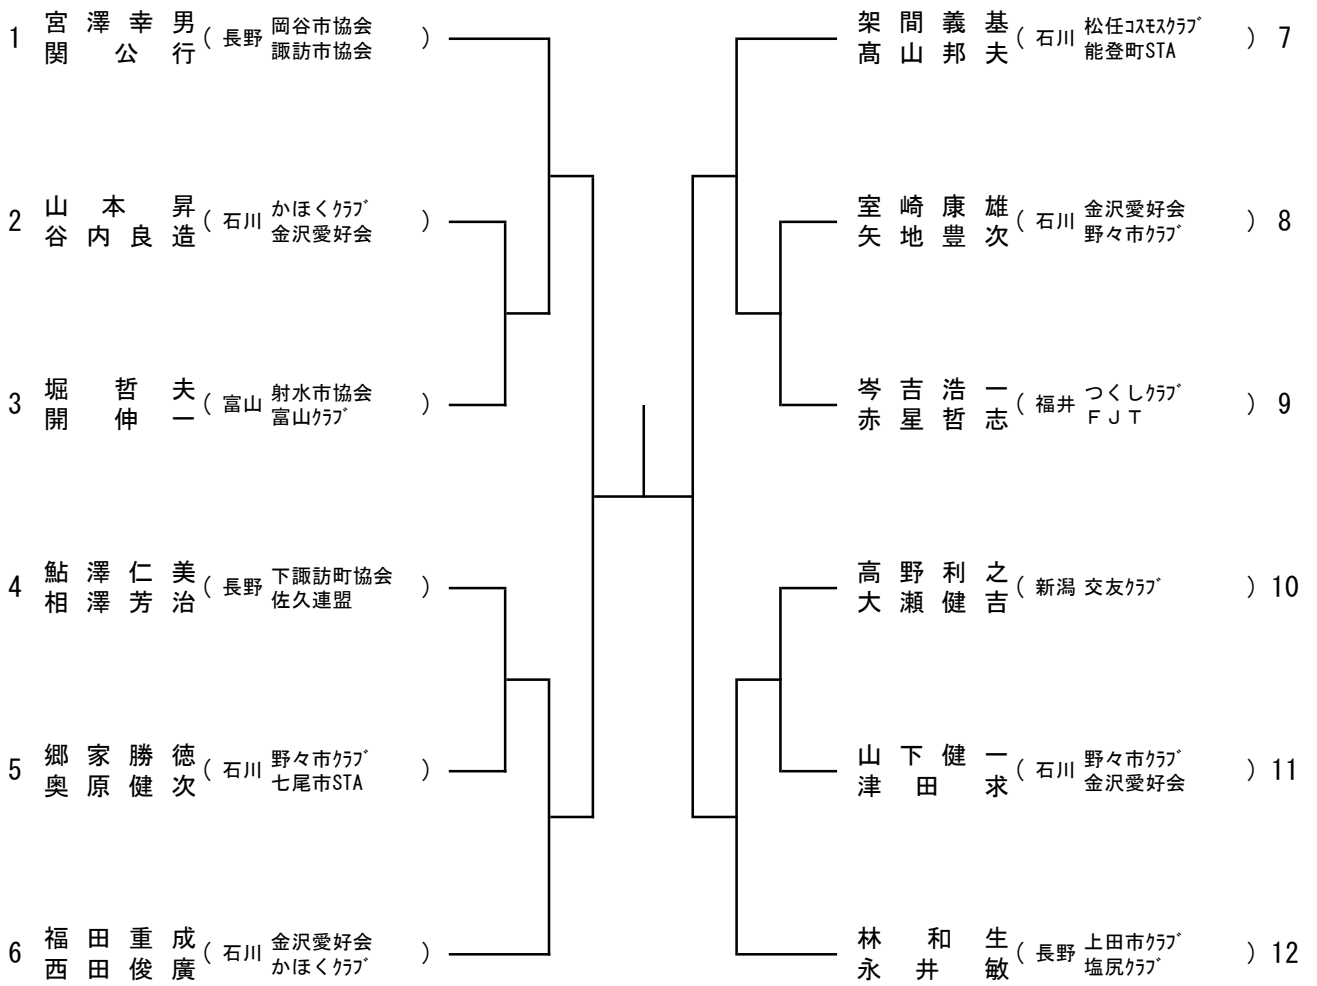 1 宮澤幸男 ( 長野 岡谷市協会 )
関公行 諏訪市協会
2 山本昇 ( 石川 かほくｸﾗﾌﾞ )
谷内良造 金沢愛好会
3 堀哲夫 ( 富山 射水市協会 )
開伸一 富山ｸﾗﾌﾞ
4 鮎澤仁美 ( 長野 下諏訪町協会 )
相澤芳治 佐久連盟
5 郷家勝徳 ( 石川 野々市ｸﾗﾌﾞ )
奥原健次 七尾市STA
6 福田重成 ( 石川 金沢愛好会 )
西田俊廣 かほくｸﾗﾌﾞ
架間義基 ( 石川 松任ｺｽﾓｽｸﾗﾌﾞ ) 7
髙山邦夫 能登町STA
室崎康雄 ( 石川 金沢愛好会 ) 8
矢地豊次 野々市ｸﾗﾌﾞ
岑吉浩一 ( 福井 つくしｸﾗﾌﾞ ) 9
赤星哲志 ＦＪＴ
高野利之 ( 新潟 交友ｸﾗﾌﾞ ) 10
大瀬健吉
山下健一 ( 石川 野々市ｸﾗﾌﾞ ) 11
津田求 金沢愛好会
林和生 ( 長野 上田市ｸﾗﾌﾞ ) 12
永井敏 塩尻ｸﾗﾌﾞ